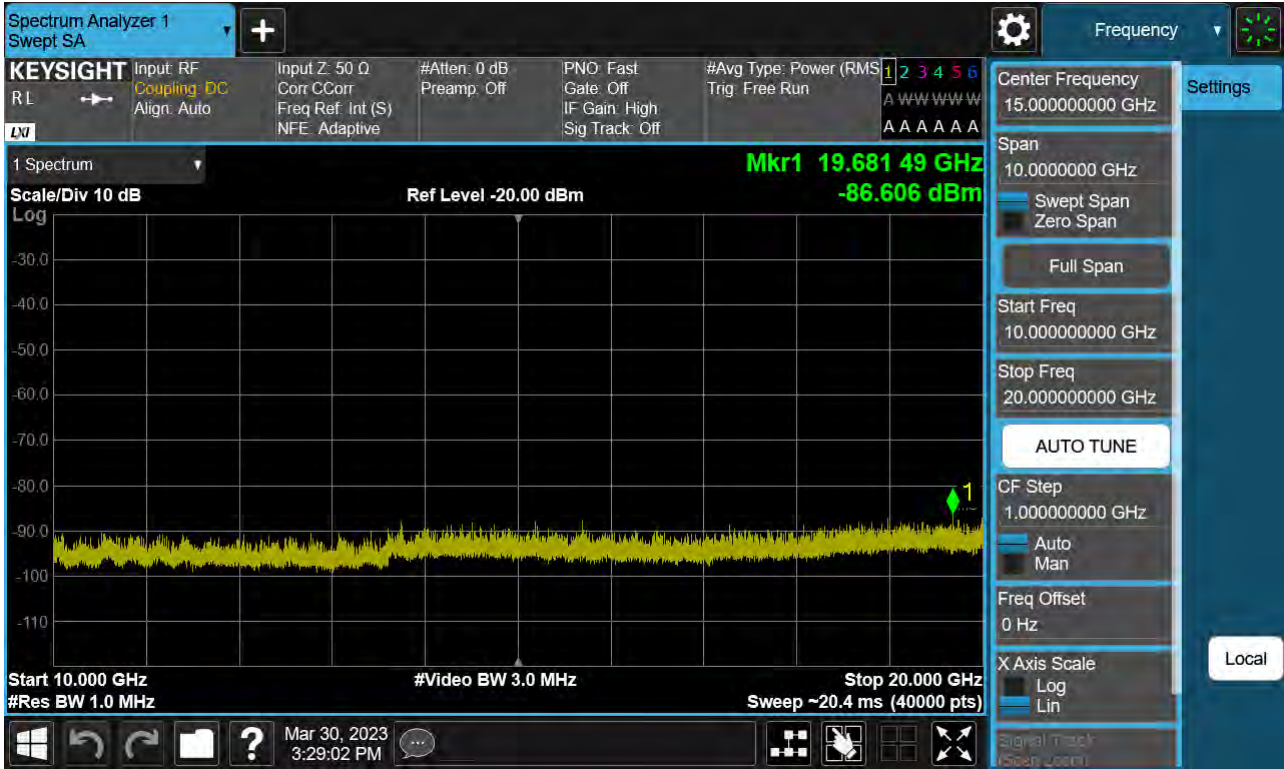 Spectrum Analyzer 1
Swept SA
+
Frequency
KEYSIGHT
RL
LXI
Input: RF
Coupling: DC
Align: Auto
Input Z: 50 Ω
Corr CCorr
Freq Ref: Int (S)
NFE: Adaptive
#Atten: 0 dB
Preamp: Off
PNO: Fast
Gate: Off
IF Gain: High
Sig Track: Off
#Avg Type: Power (RMS
Trig: Free Run
1 2 3 4 5 6
A W W W W W
A A A A A A
1 Spectrum
Scale/Div 10 dB
Log
Ref Level -20.00 dBm
Mkr1 19.681 49 GHz
-86.606 dBm
-30.0
-40.0
-50.0
-60.0
-70.0
-80.0
-90.0
-100
-110
1
Start 10.000 GHz
#Res BW 1.0 MHz
#Video BW 3.0 MHz
Stop 20.000 GHz
Sweep ~20.4 ms (40000 pts)
Center Frequency
15.000000000 GHz
Span
10.0000000 GHz
Swept Span
Zero Span
Full Span
Start Freq
10.000000000 GHz
Stop Freq
20.000000000 GHz
AUTO TUNE
CF Step
1.000000000 GHz
Auto
Man
Freq Offset
0 Hz
X Axis Scale
Log
Lin
Signal Track
(Span Zoom)
Settings
Local
?
Mar 30, 2023
3:29:02 PM